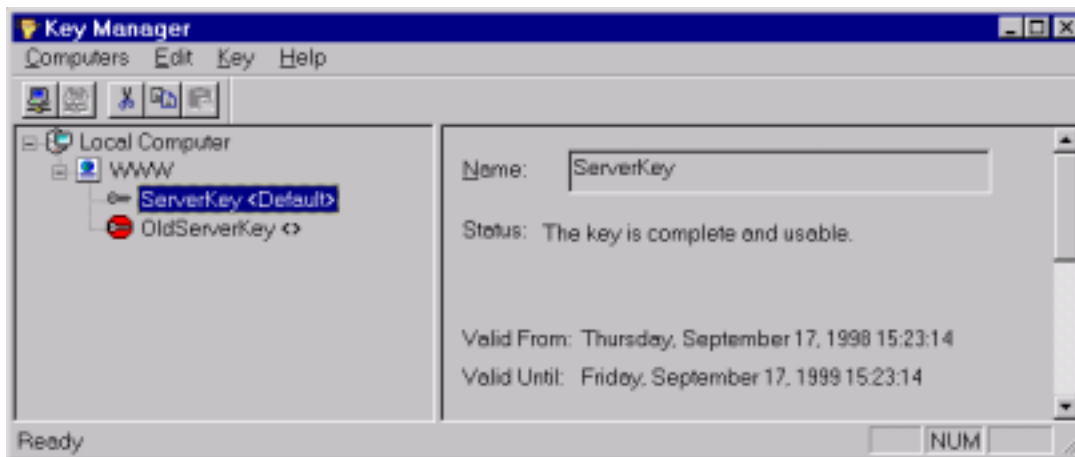 Key Manager
Computers Edit Key Help
Local Computer
WWW
ServerKey <Default>
OldServerKey <>
Name: ServerKey
Status: The key is complete and usable.
Valid From: Thursday, September 17, 1998 15:23:14
Valid Until: Friday, September 17, 1999 15:23:14
Ready
NUM